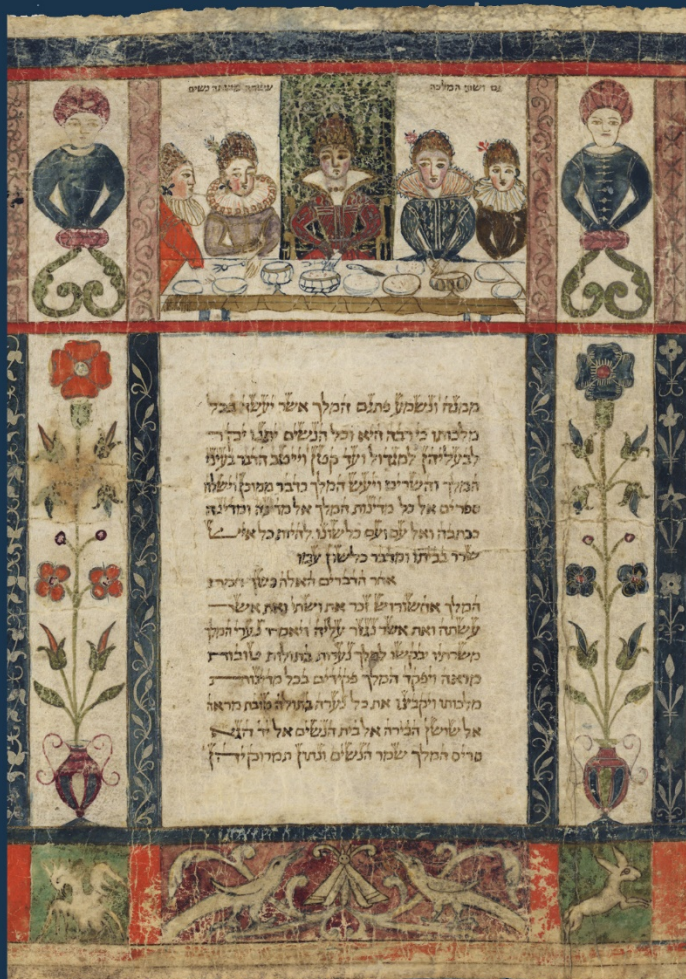 גם ושתי המלכה
עשתה משתה נשים
ממנה ונשמע פתגם המלך אשר יעשה בכל
מלכותו כי רבה היא וכל הנשים יתנו יקר
לבעליהן למגדול ועד קטן וייטב הדבר בעיני
המלך והשרים ויעש המלך כדבר ממוכן וישלח
ספרים אל כל מדינות המלך אל מדינה ומדינה
ככתבה ואל עם ועם כלשונו להיות כל איש
שרר בביתו ומדבר כלשון עמו
אחר הדברים האלה כשך חמת
המלך אחשורוש זכר את ושתי ואת אשר
עשתה ואת אשר נגזר עליה ויאמרו נערי המלך
משרתיו יבקשו למלך נערות בתולות טובות
מראה ויפקד המלך פקידים בכל מדינות
מלכותו ויקבצו את כל נערה בתולה טובת מראה
אל שושן הבירה אל בית הנשים אל יד הגא
סריס המלך שמר הנשים ונתון תמרוקיהן